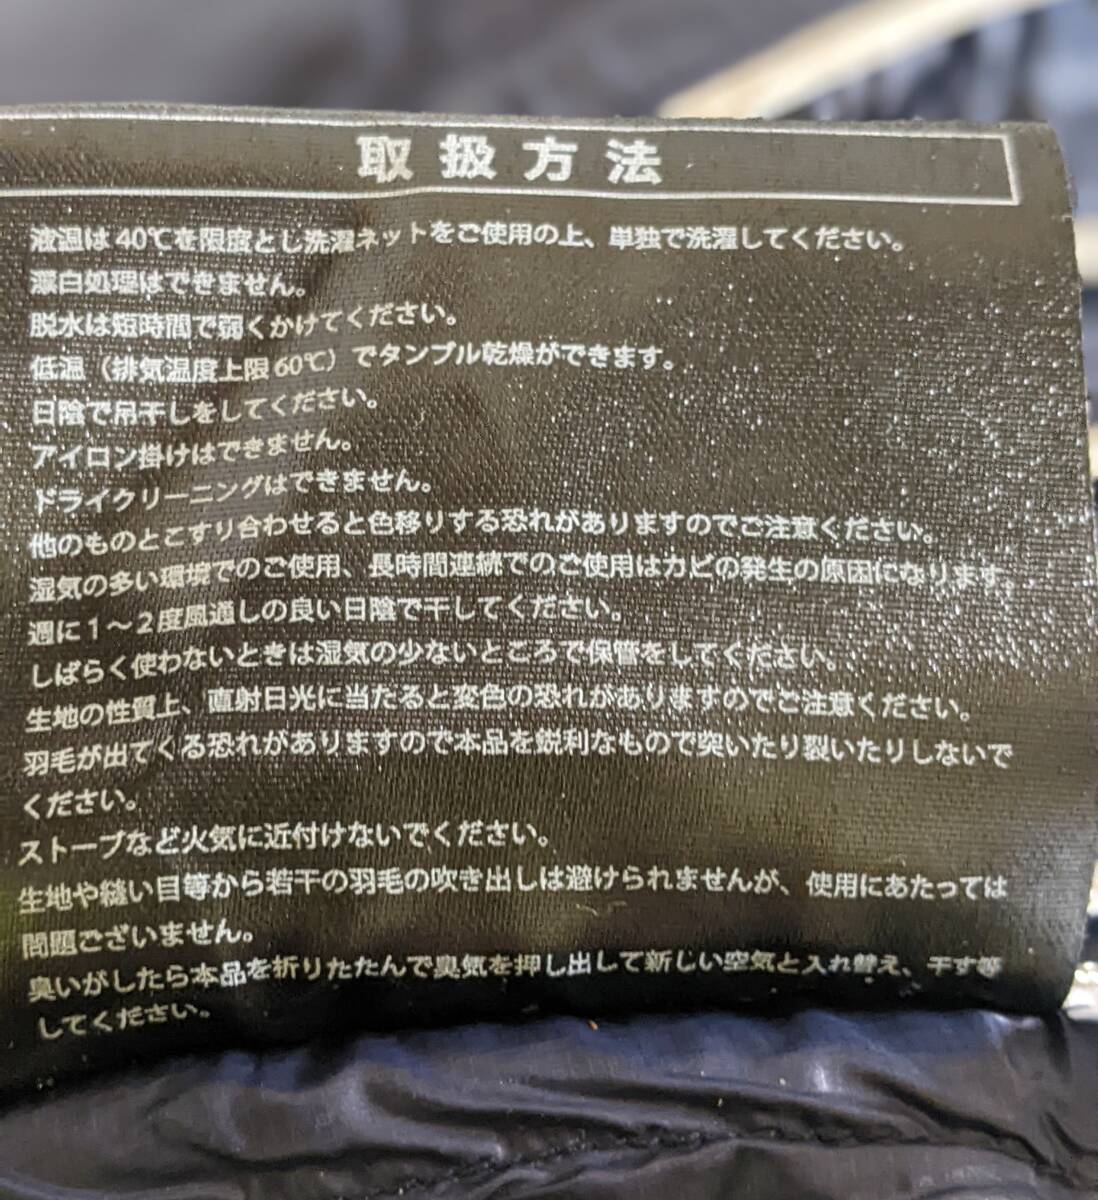 取扱方法
液温は40℃を限度とし洗濯ネットをご使用の上、単独で洗濯してください。
漂白処理はできません。
脱水は短時間で弱くかけてください。
低温（排気温度上限60℃）でタンブル乾燥ができます。
日陰で吊干しをしてください。
アイロン掛けはできません。
ドライクリーニングはできません。
他のものとこすり合わせると色移りする恐れがありますのでご注意ください。
湿気の多い環境でのご使用、長時間連続でのご使用はカビの発生の原因になります。
週に1〜2度風通しの良い日陰で干してください。
しばらく使わないときは湿気の少ないところで保管をしてください。
生地の性質上、直射日光に当たると変色の恐れがありますのでご注意ください。
羽毛が出てくる恐れがありますので本品を鋭利なもので突いたり裂いたりしないで
ください。
ストーブなど火気に近付けないでください。
生地や縫い目等から若干の羽毛の吹き出しは避けられませんが、使用にあたっては
問題ございません。
臭いがしたら本品を折りたたんで臭気を押し出して新しい空気と入れ替え、干す等
してください。